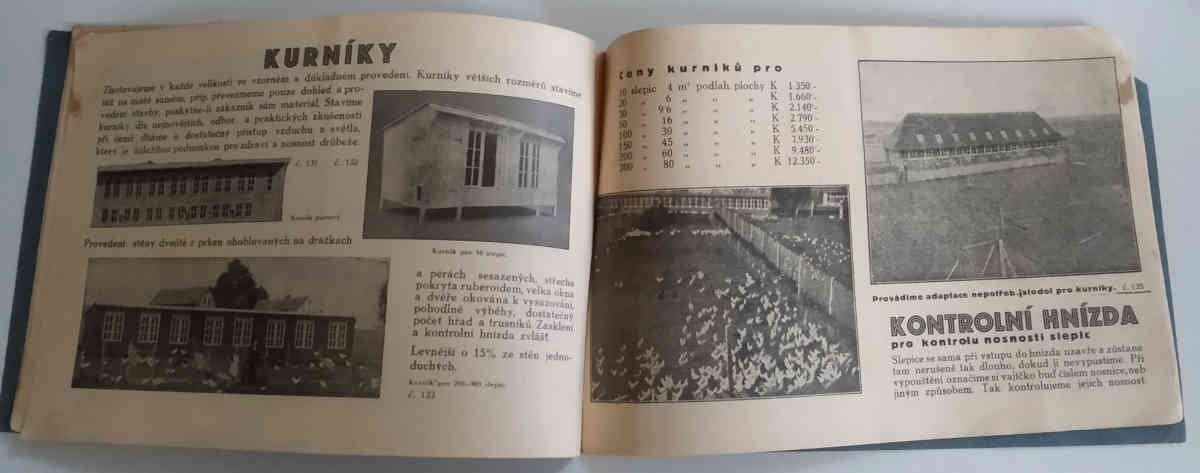 KURNÍKY
Zhotovujeme v každé velikosti ve vzorném a důkladném provedení. Kurníky větších rozměrů stavíme
též na místě samém, příp. převezmeme pouze dohled a pro-
vedení stavby, poskytne-li zákazník sám materiál. Stavíme
kurníky dle nejnovějších, odbor. a praktických zkušeností
při čemž dbáme o dostatečný přístup vzduchu a světla,
který je důležitou podmínkou pro zdraví a nosnost drůbeže.
č. 131 č. 132
Kurník patrový
Kurník pro 50 slepic.
Provedení: stěny dvojité z prken ohoblovaných na drážkách
a pérách sesazených, střecha
pokryta ruberoidem, velká okna
a dvéře okována k vysazování,
pohodlné výběhy, dostatečný
počet hřad a trusníků Zasklení
a kontrolní hnízda zvlášť
Levnější o 15% ze stěn jedno-
duchých.
Kurník pro 200-300 slepic.
č. 133
Ceny kurníků pro
10 slepic 4 m² podlah. plochy K 1.350·-
20 „ 6 „ „ „ K 1.660·-
30 „ 9·6 „ „ „ K 2.140·-
50 „ 16 „ „ „ K 2.790·-
100 „ 30 „ „ „ K 5.450·-
150 „ 45 „ „ „ K 7.930·-
200 „ 60 „ „ „ K 9.480·-
300 „ 80 „ „ „ K 12.350·-
Provádíme adaptace nepotřeb. stodol pro kurníky. č. 135
KONTROLNÍ HNÍZDA
pro kontrolu nosnosti slepic
Slepice se sama při vstupu do hnízda uzavře a zůstane
tam nerušeně tak dlouho, dokud ji nevypustíme. Při
vypouštění označíme si vajíčko buď číslem nosnice, neb
jiným způsobem. Tak kontrolujeme jejich nosnost